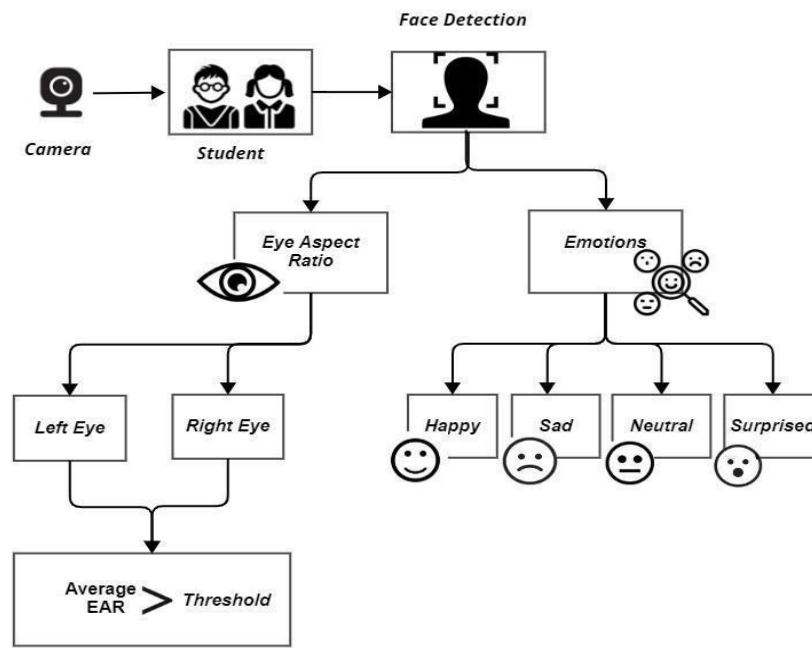 Face Detection
Camera
Student
Eye Aspect
Ratio
Emotions
Left Eye
Right Eye
Happy
Sad
Neutral
Surprised
Average
EAR
>
Threshold